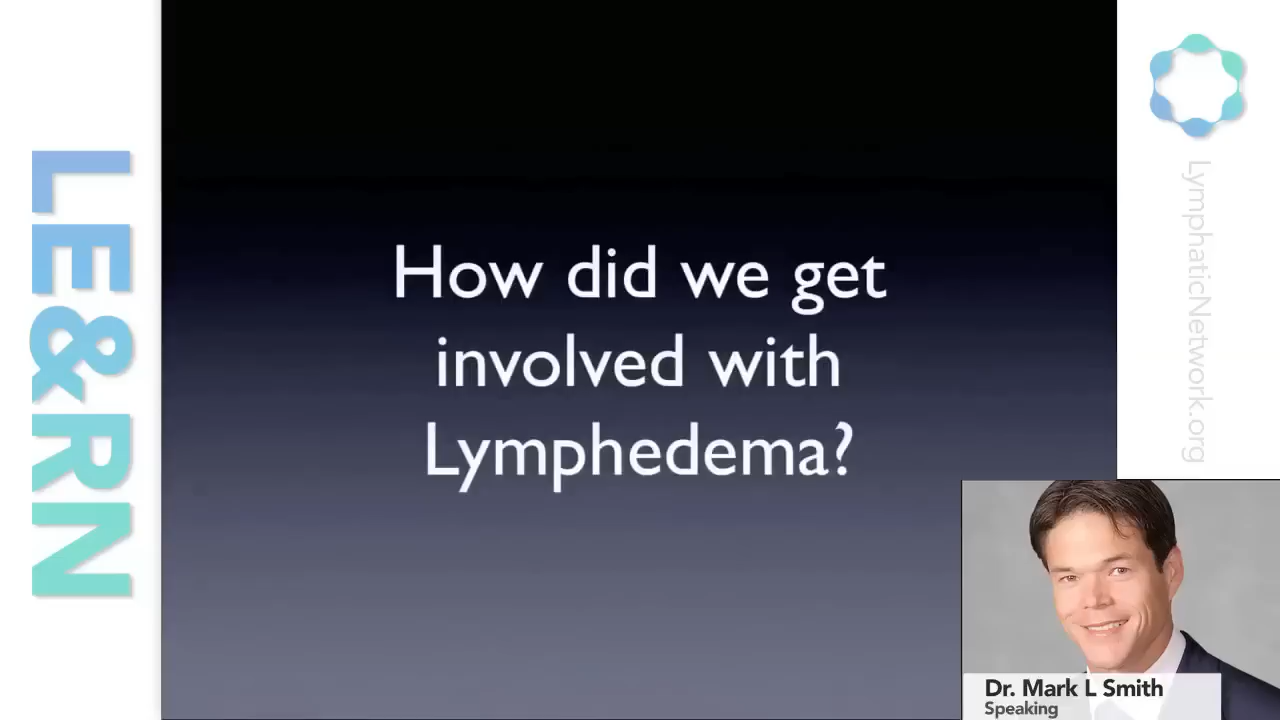 LE&RN
How did we get
involved with
Lymphedema?
LymphaticNetwork.org
Dr. Mark L Smith
Speaking